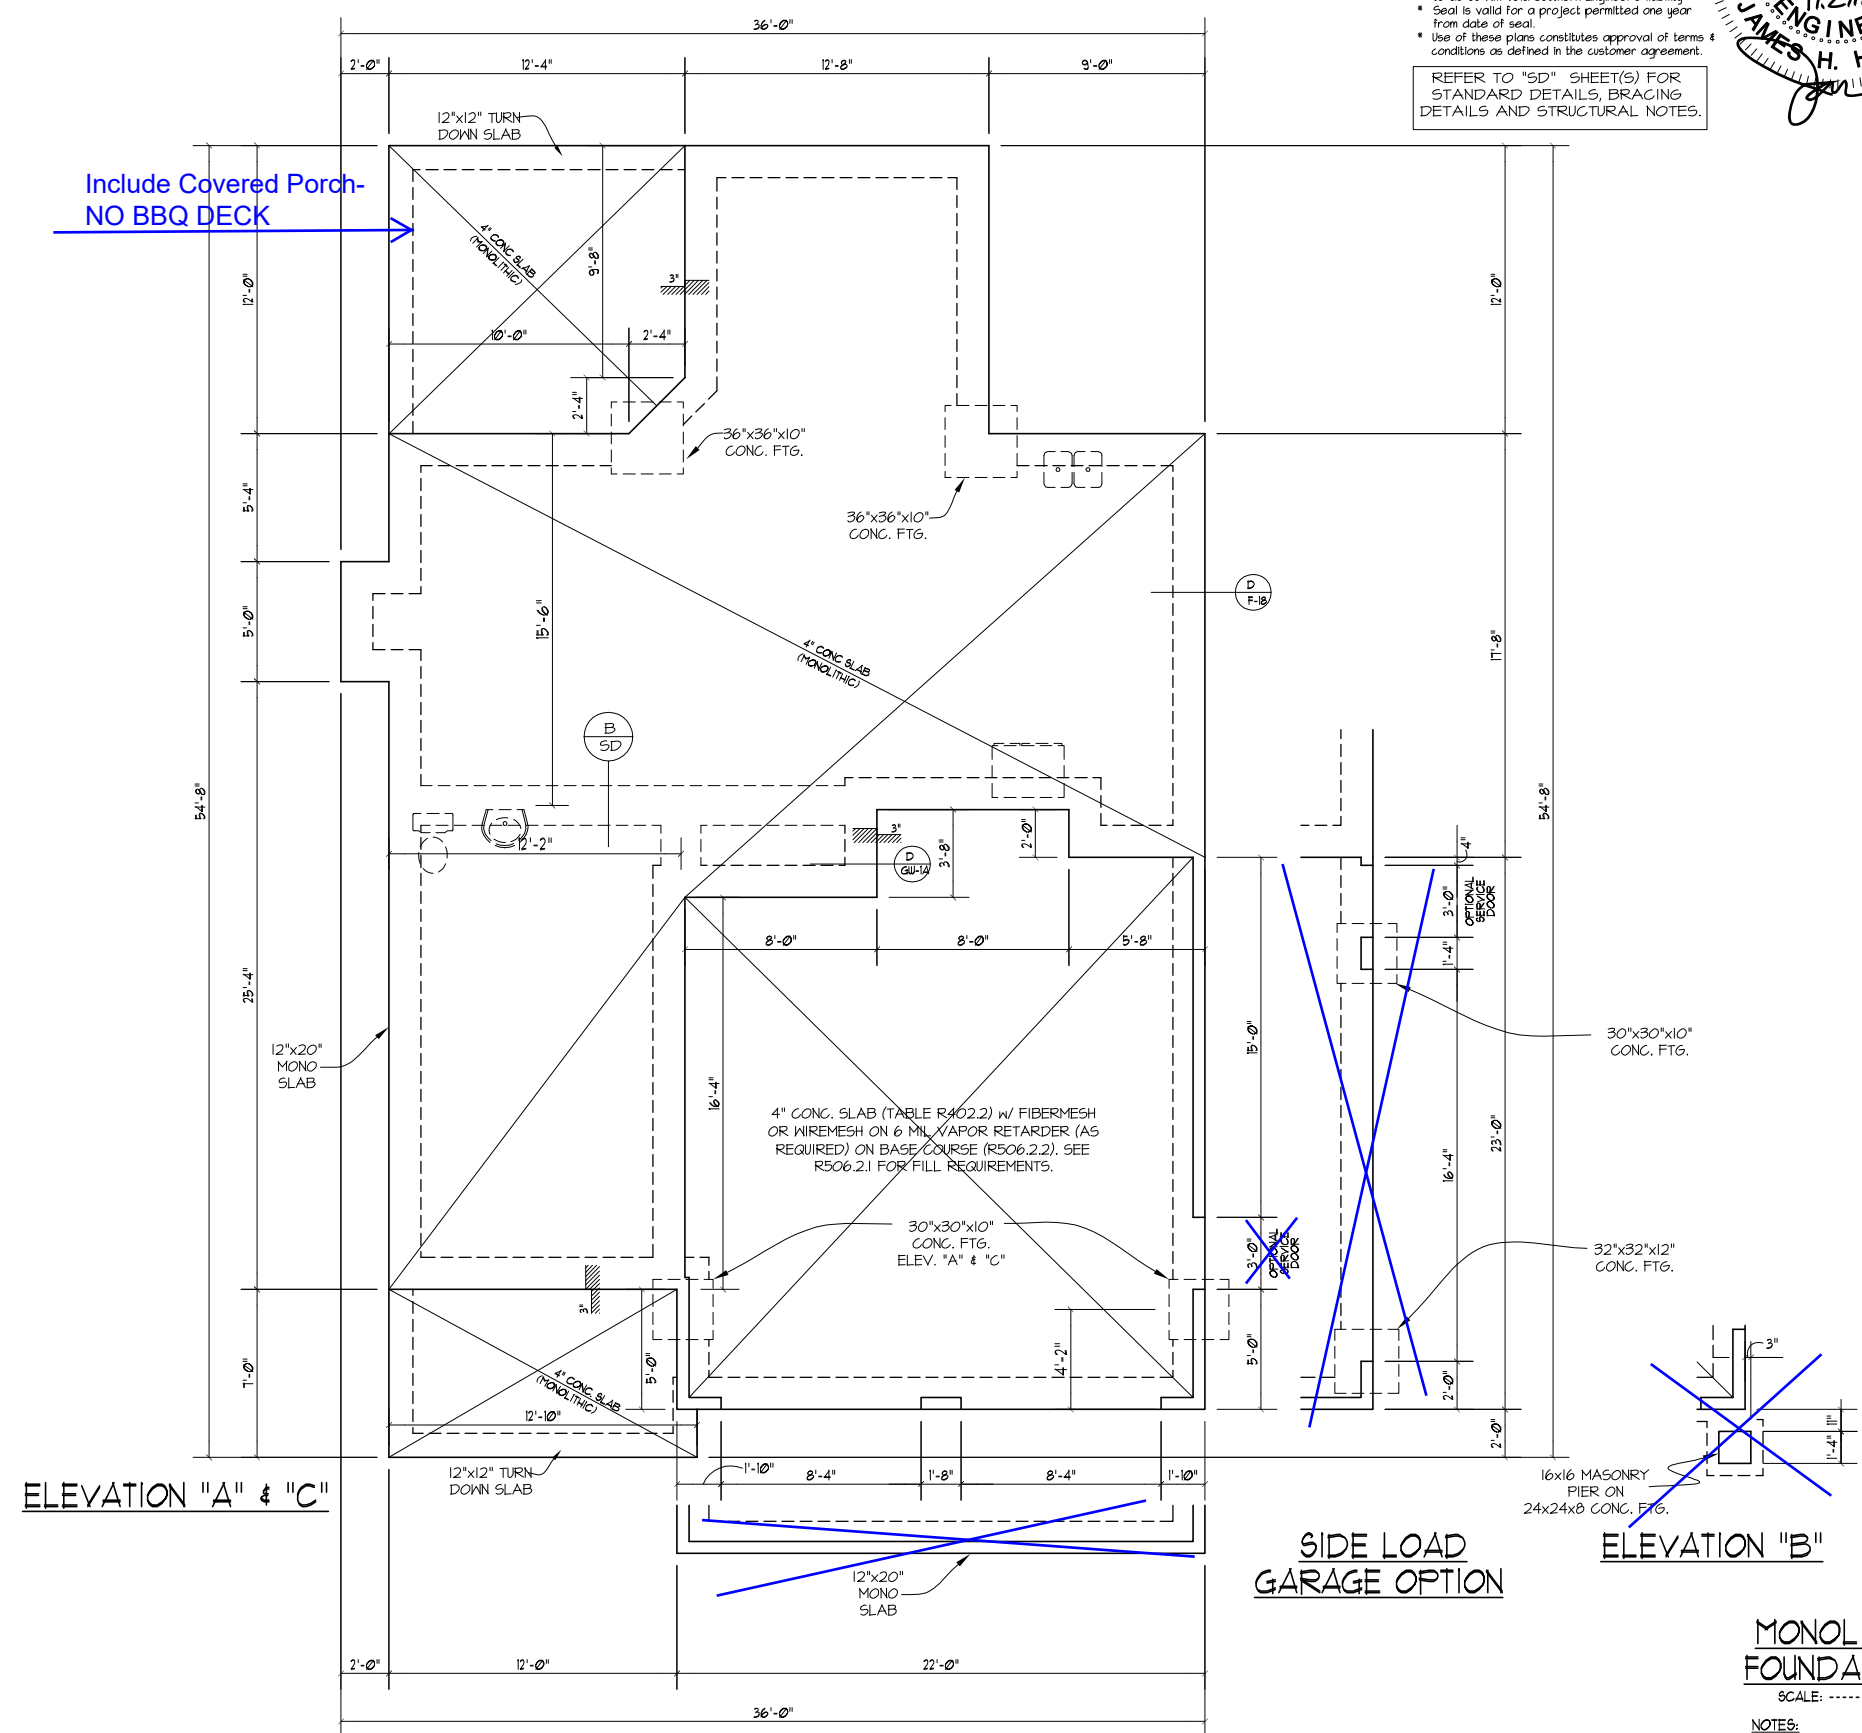 * Seal is valid for a project permitted one year
from date of seal.
* Use of these plans constitutes approval of terms &
conditions as defined in the customer agreement.
REFER TO "SD" SHEET(S) FOR
STANDARD DETAILS, BRACING
DETAILS AND STRUCTURAL NOTES.
JAMES H. H
ENGINE
36'-0"
2'-0"
12'-4"
12'-8"
9'-0"
12"x12" TURN
DOWN SLAB
Include Covered Porch-
NO BBQ DECK
4" CONC SLAB
(MONOLITHIC)
9'-8"
3"
12'-0"
12'-0"
10'-0"
2'-4"
2'-4"
36"x36"x10"
CONC. FTG.
36"x36"x10"
CONC. FTG.
5'-4"
5'-0"
15'-9"
D
F-18
17'-8"
4" CONC SLAB
(MONOLITHIC)
B
SD
54'-8"
54'-8"
12'-2"
3"
D
GW-1A
3'-8"
2'-0"
4"
3'-0"
OPTIONAL
SERVICE
DOOR
1'-4"
8'-0"
8'-0"
5'-8"
25'-4"
12"x20"
MONO
SLAB
16'-4"
15'-0"
30"x30"x10"
CONC. FTG.
4" CONC. SLAB (TABLE R402.2) W/ FIBERMESH
OR WIREMESH ON 6 MIL VAPOR RETARDER (AS
REQUIRED) ON BASE COURSE (R506.2.2). SEE
R506.2.1 FOR FILL REQUIREMENTS.
16'-4"
23'-0"
30"x30"x10"
CONC. FTG.
ELEV. "A" & "C"
3'-0"
OPTIONAL
SERVICE
DOOR
32"x32"x12"
CONC. FTG.
3"
7'-0"
4" CONC. SLAB
(MONOLITHIC)
5'-0"
4'-2"
5'-0"
2'-0"
2'-0"
3"
11"
1'-4"
12'-10"
12"x12" TURN
DOWN SLAB
1'-10"
8'-4"
1'-8"
8'-4"
1'-10"
16x16 MASONRY
PIER ON
24x24x8 CONC. FTG.
ELEVATION "A" & "C"
12"x20"
MONO
SLAB
SIDE LOAD
GARAGE OPTION
ELEVATION "B"
MONOL
FOUNDA
SCALE: -----
NOTES:
2'-0"
12'-0"
22'-0"
36'-0"